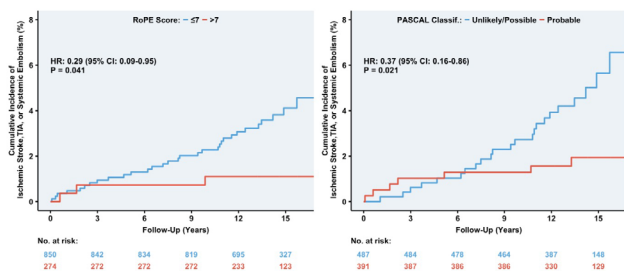 RoPE Score: – ≤7 – >7
HR: 0.29 (95% CI: 0.09-0.95)
P = 0.041
Cumulative Incidence of
Ischemic Stroke,TIA, or Systemic Embolism (%)
8
6
4
2
0
0 3 6 9 12 15
Follow-Up (Years)
No. at risk:
850 842 834 819 695 327
274 272 272 272 233 123
PASCAL Classif.: – Unlikely/Possible – Probable
HR: 0.37 (95% CI: 0.16-0.86)
P = 0.021
Cumulative Incidence of
Ischemic Stroke,TIA, or Systemic Embolism (%)
8
6
4
2
0
0 3 6 9 12 15
Follow-Up (Years)
No. at risk:
487 484 478 464 387 148
391 387 386 386 330 129